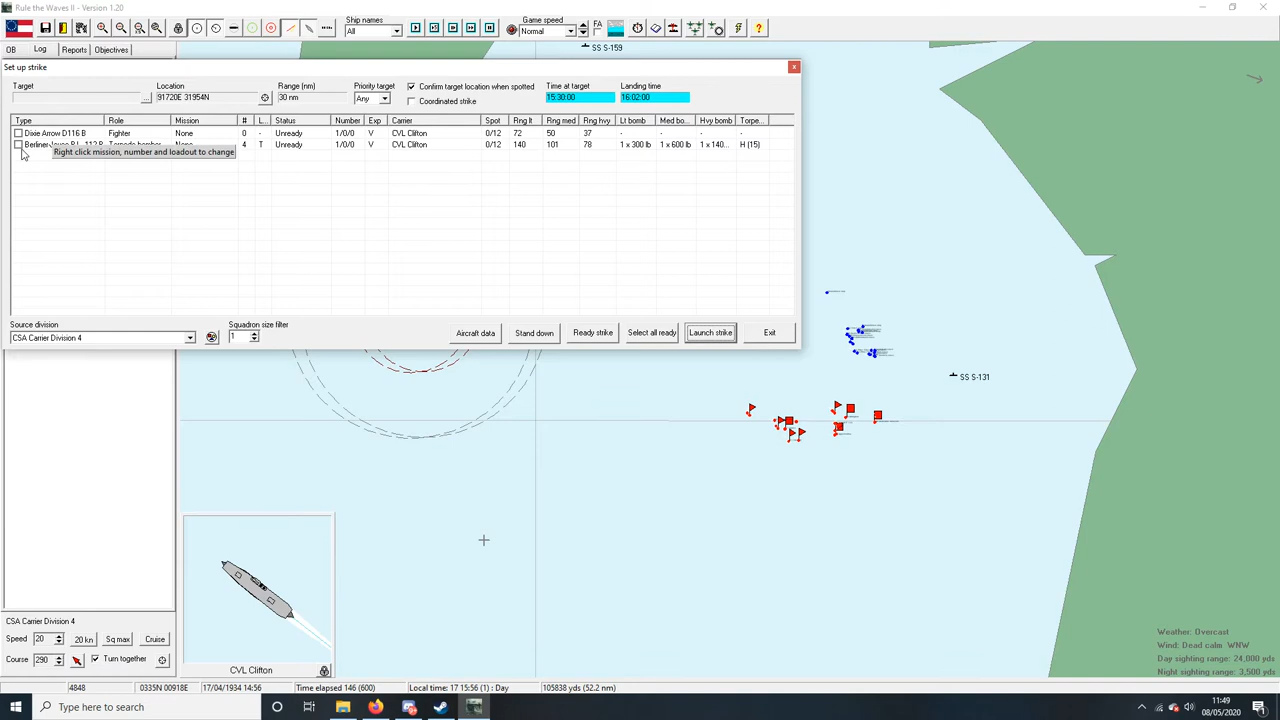 Rule the Waves II - Version 1.20
Ship names
All
Game speed
Normal
FA
OB Log Reports Objectives
SS S-159
Set up strike
Target
Location
91720E 31954N
Range (nm)
30 nm
Priority target
Any
Confirm target location when spotted
Coordinated strike
Time at target
15:30:00
Landing time
16:02:00
Type Role Mission # L... Status Number Exp Carrier Spot Rng lt Rng med Rng hvy Lt bomb Med bo... Hvy bomb Torpe...
Dixie Arrow D116 B Fighter None 0 - Unready 1/0/0 V CVL Clifton 0/12 72 50 37
4 T Unready 1/0/0 V CVL Clifton 0/12 140 101 78 1 x 300 lb 1 x 600 lb 1 x 140... H (15)
Right click mission, number and loadout to change
Source division
CSA Carrier Division 4
Squadron size filter
1
Aircraft data
Stand down
Ready strike
Select all ready
Launch strike
Exit
SS S-131
CSA Carrier Division 4
Speed 20 20 kn Sq max Cruise
Course 290 Turn together
CVL Clifton
Weather: Overcast
Wind: Dead calm WNW
Day sighting range: 24,000 yds
Night sighting range: 3,500 yds
4848 0335N 00918E 17/04/1934 14:56 Time elapsed 146 (600) Local time: 17 15:56 (1) : Day 105838 yds (52.2 nm)
Type here to search
11:49
08/05/2020